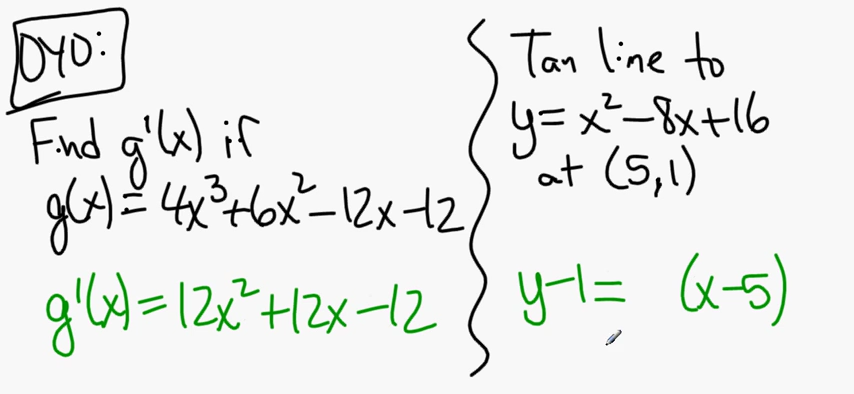 DYD:
Find g'(x) if
g(x) = 4x³+6x²-12x-12
g'(x) = 12x²+12x-12
Tan line to
y = x²-8x+16
at (5,1)
y-1 = (x-5)